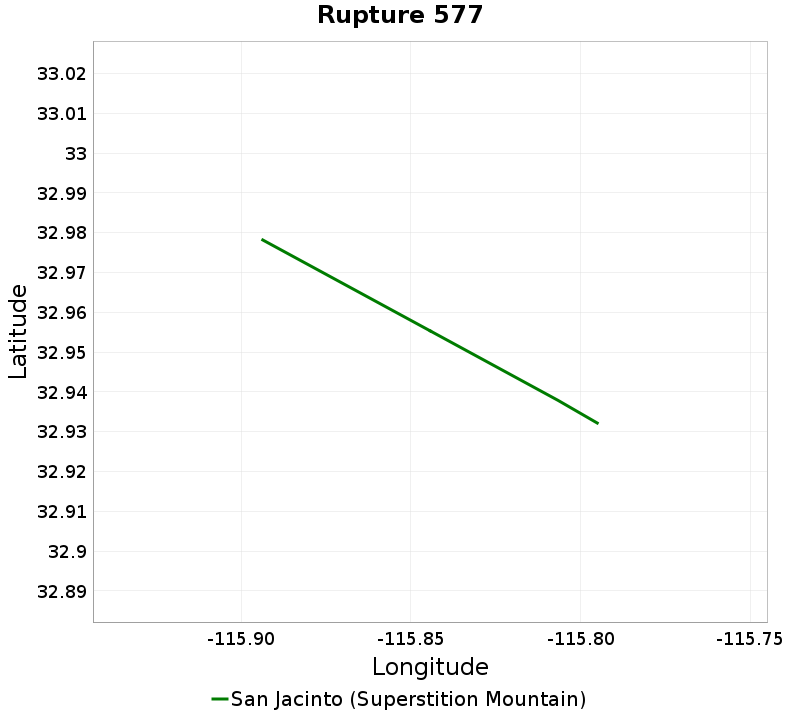 Rupture 577
33.02
33.01
33
32.99
32.98
32.97
32.96
32.95
32.94
32.93
32.92
32.91
32.9
32.89
Latitude
-115.90 -115.85 -115.80 -115.75
Longitude
San Jacinto (Superstition Mountain)